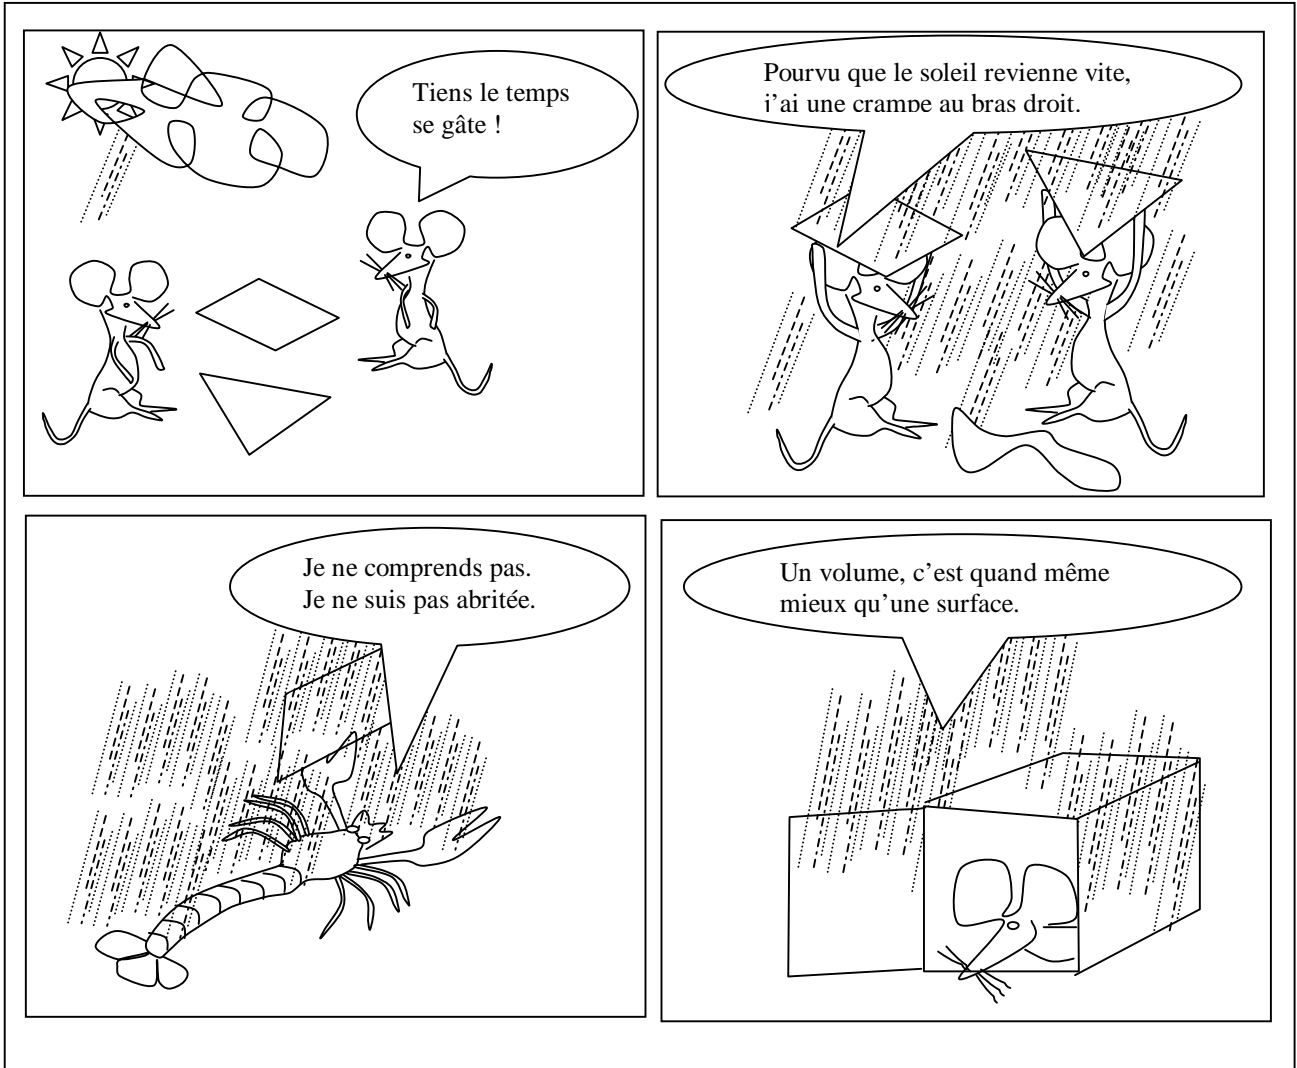 Tiens le temps
se gâte !
Pourvu que le soleil revienne vite,
j’ai une crampe au bras droit.
Je ne comprends pas.
Je ne suis pas abritée.
Un volume, c’est quand même
mieux qu’une surface.